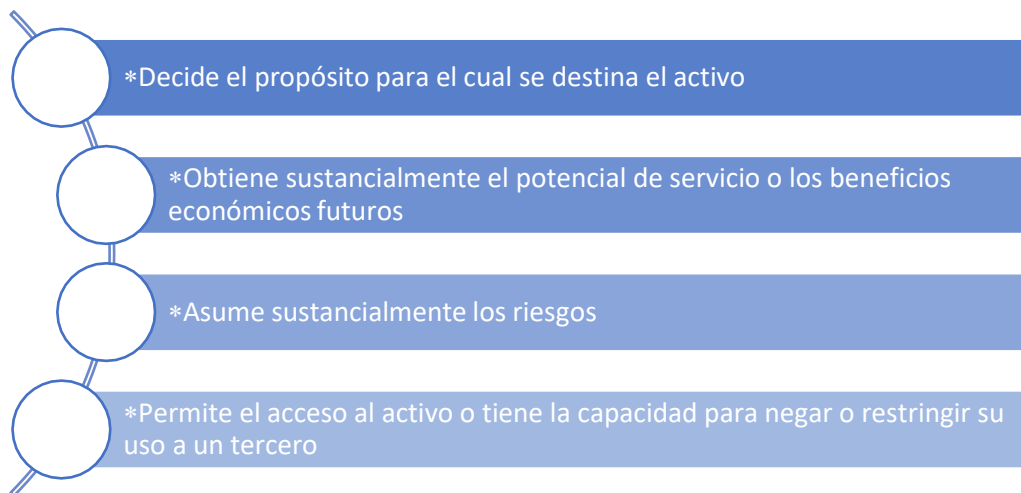 *Decide el propósito para el cual se destina el activo
*Obtiene sustancialmente el potencial de servicio o los beneficios
económicos futuros
*Asume sustancialmente los riesgos
*Permite el acceso al activo o tiene la capacidad para negar o restringir su
uso a un tercero